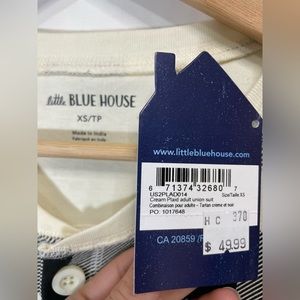 little BLUE HOUSE
XS/TP
Made in India
Fabriqué en Inde
www.littlebluehouse.com
6 71374 32680 7
US2PLAD014 Size/Taille:XS
Cream Plaid adult union suit
Combinaison pour adulte - Tartan crème et noir
PO: 1017648
H C 370
$ 49.99
CA 20859